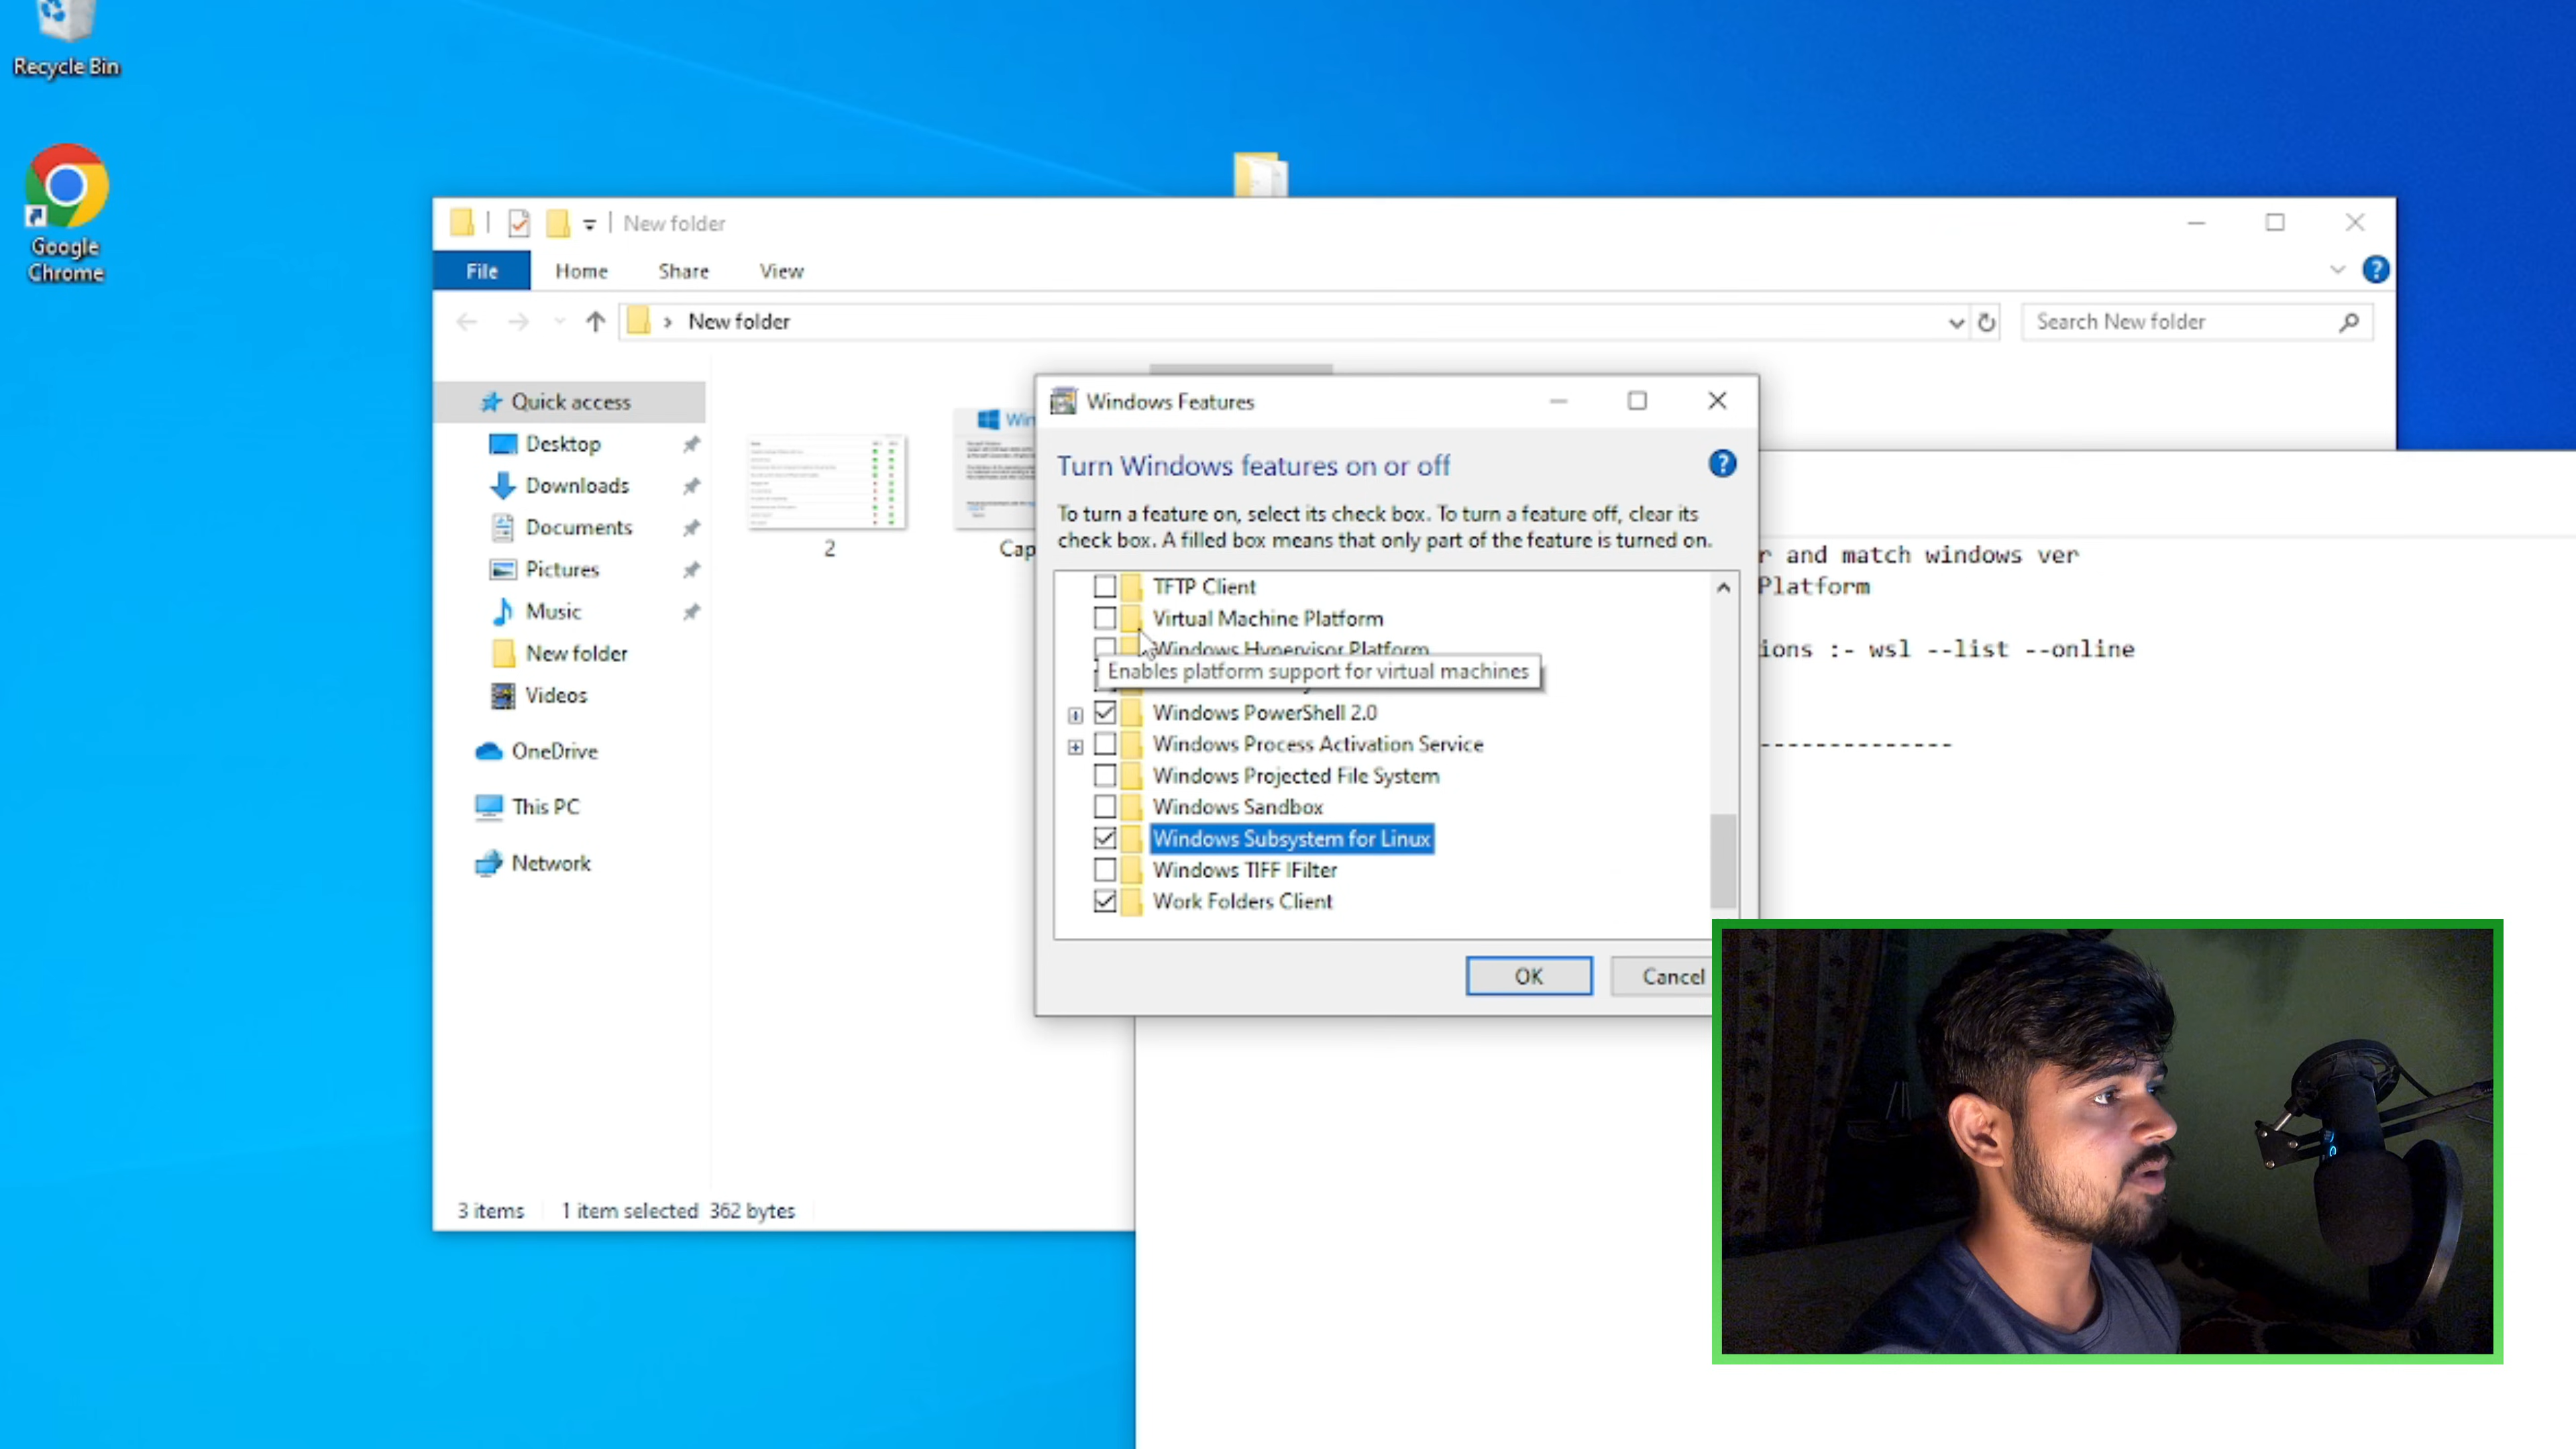 Recycle Bin
Google
Chrome
New folder
File Home Share View
New folder
Search New folder
Quick access
Desktop
Downloads
Documents
Pictures
Music
New folder
Videos
OneDrive
This PC
Network
2
Cap
Win
3 items 1 item selected 362 bytes
Windows Features
Turn Windows features on or off
To turn a feature on, select its check box. To turn a feature off, clear its
check box. A filled box means that only part of the feature is turned on.
TFTP Client
Virtual Machine Platform
Windows Hypervisor Platform
Enables platform support for virtual machines
Windows PowerShell 2.0
Windows Process Activation Service
Windows Projected File System
Windows Sandbox
Windows Subsystem for Linux
Windows TIFF IFilter
Work Folders Client
OK Cancel
r and match windows ver
Platform
ions :- wsl --list --online
--------------